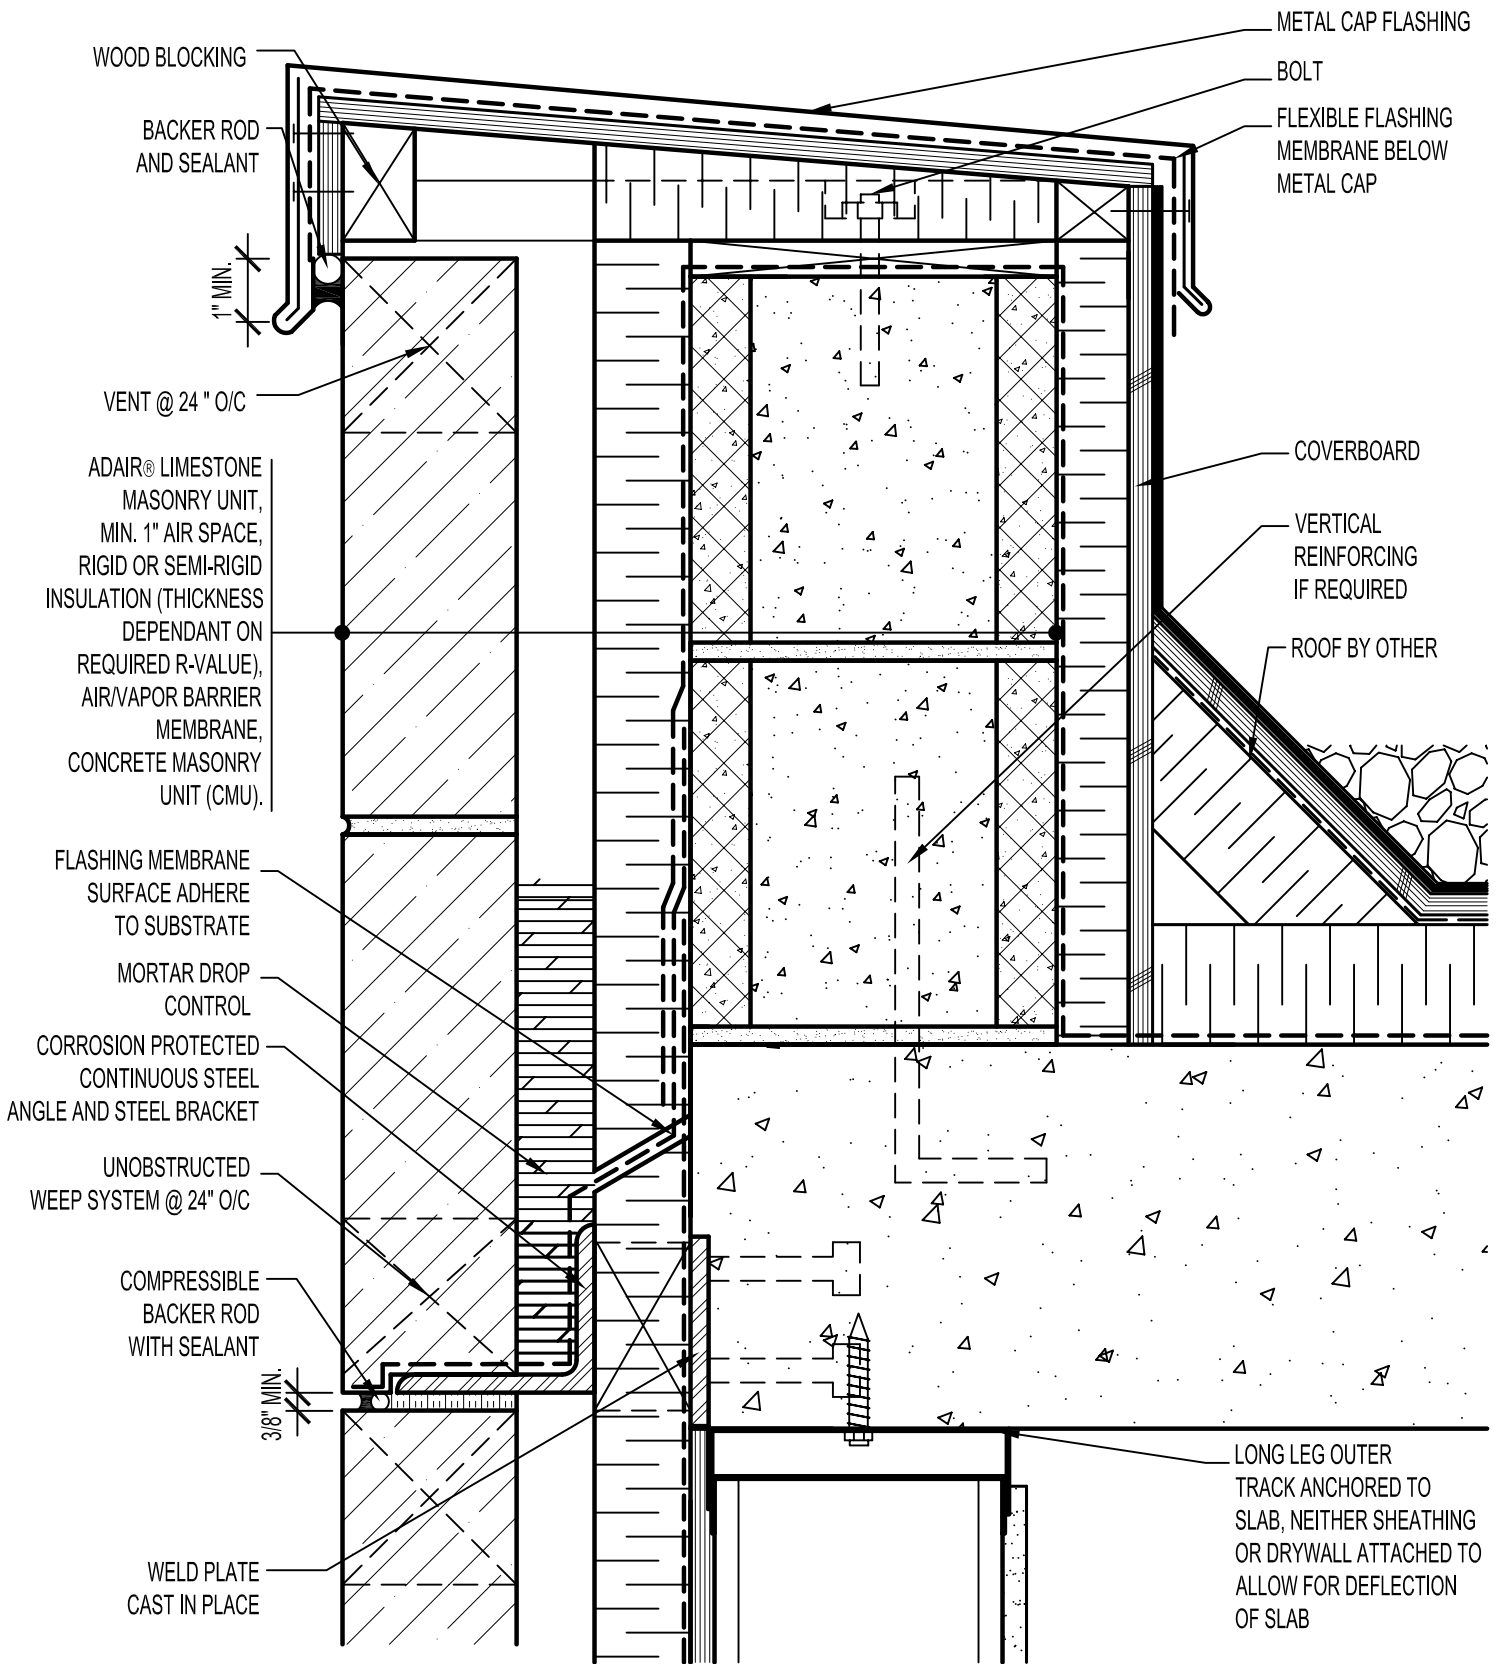 WOOD BLOCKING
BACKER ROD
AND SEALANT
1" MIN.
VENT @ 24 " O/C
ADAIR® LIMESTONE
MASONRY UNIT,
MIN. 1" AIR SPACE,
RIGID OR SEMI-RIGID
INSULATION (THICKNESS
DEPENDANT ON
REQUIRED R-VALUE),
AIR/VAPOR BARRIER
MEMBRANE,
CONCRETE MASONRY
UNIT (CMU).
FLASHING MEMBRANE
SURFACE ADHERE
TO SUBSTRATE
MORTAR DROP
CONTROL
CORROSION PROTECTED
CONTINUOUS STEEL
ANGLE AND STEEL BRACKET
UNOBSTRUCTED
WEEP SYSTEM @ 24" O/C
COMPRESSIBLE
BACKER ROD
WITH SEALANT
3/8" MIN.
WELD PLATE
CAST IN PLACE
METAL CAP FLASHING
BOLT
FLEXIBLE FLASHING
MEMBRANE BELOW
METAL CAP
COVERBOARD
VERTICAL
REINFORCING
IF REQUIRED
ROOF BY OTHER
LONG LEG OUTER
TRACK ANCHORED TO
SLAB, NEITHER SHEATHING
OR DRYWALL ATTACHED TO
ALLOW FOR DEFLECTION
OF SLAB